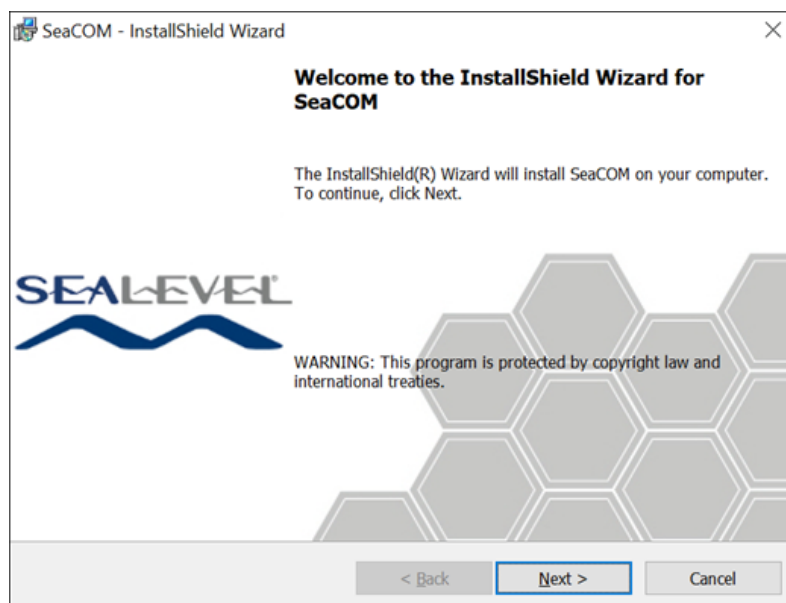 SeaCOM - InstallShield Wizard
Welcome to the InstallShield Wizard for
SeaCOM
The InstallShield(R) Wizard will install SeaCOM on your computer.
To continue, click Next.
SEALEVEL®
WARNING: This program is protected by copyright law and
international treaties.
< Back
Next >
Cancel